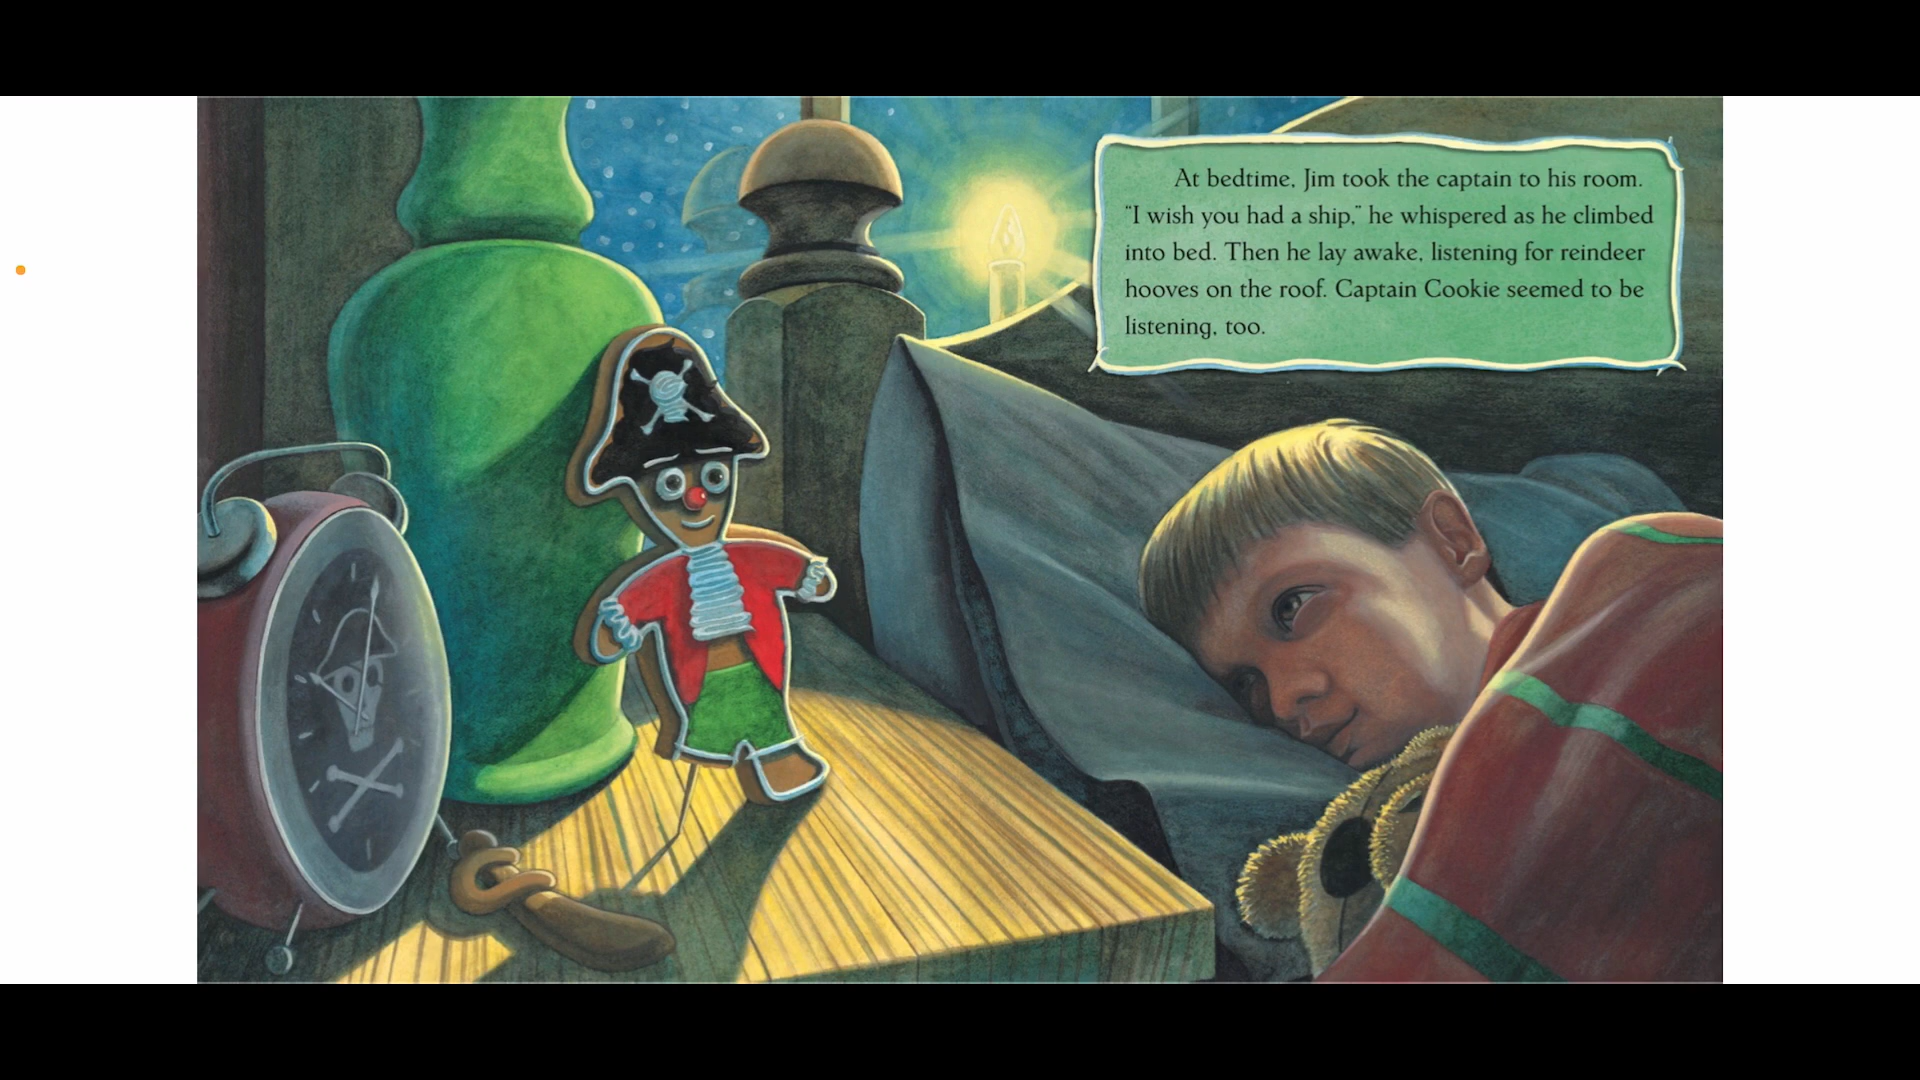 At bedtime, Jim took the captain to his room.
“I wish you had a ship,” he whispered as he climbed
into bed. Then he lay awake, listening for reindeer
hooves on the roof. Captain Cookie seemed to be
listening, too.